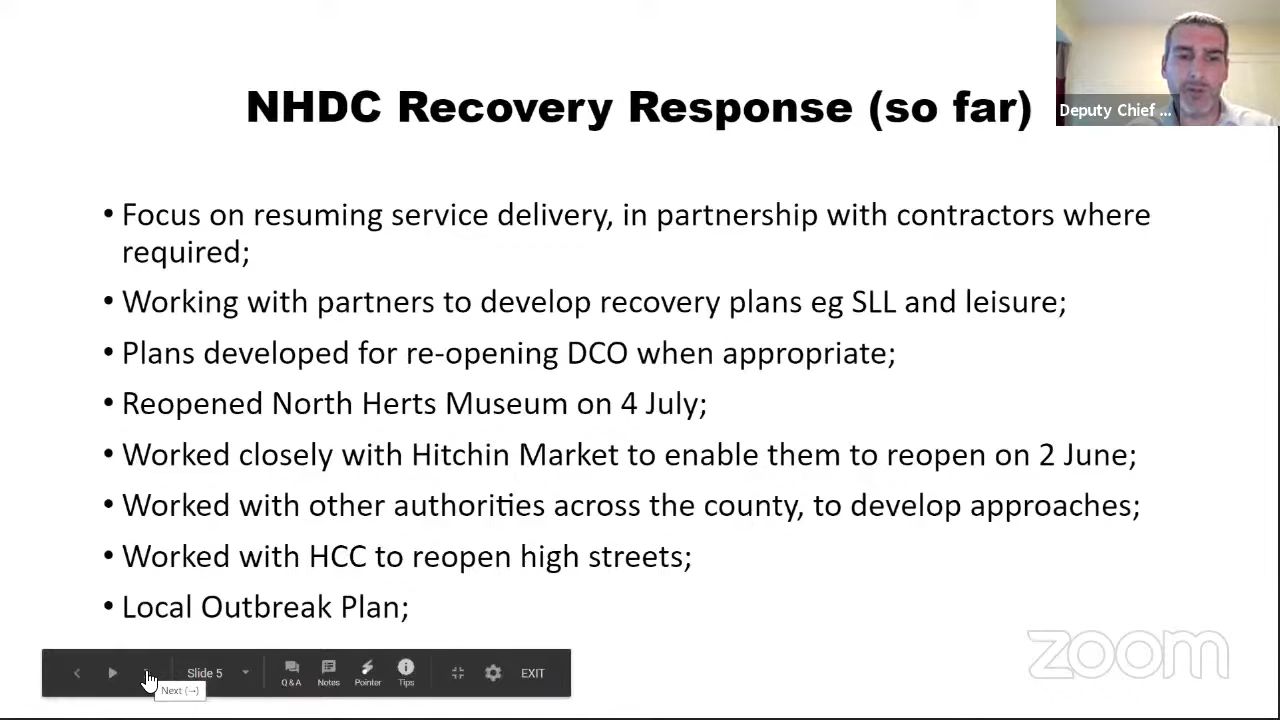 NHDC Recovery Response (so far)
Deputy Chief ...
• Focus on resuming service delivery, in partnership with contractors where
required;
• Working with partners to develop recovery plans eg SLL and leisure;
• Plans developed for re-opening DCO when appropriate;
• Reopened North Herts Museum on 4 July;
• Worked closely with Hitchin Market to enable them to reopen on 2 June;
• Worked with other authorities across the county, to develop approaches;
• Worked with HCC to reopen high streets;
• Local Outbreak Plan;
zoom
Slide 5
Q & A
Notes
Pointer
Tips
EXIT
Next (→)